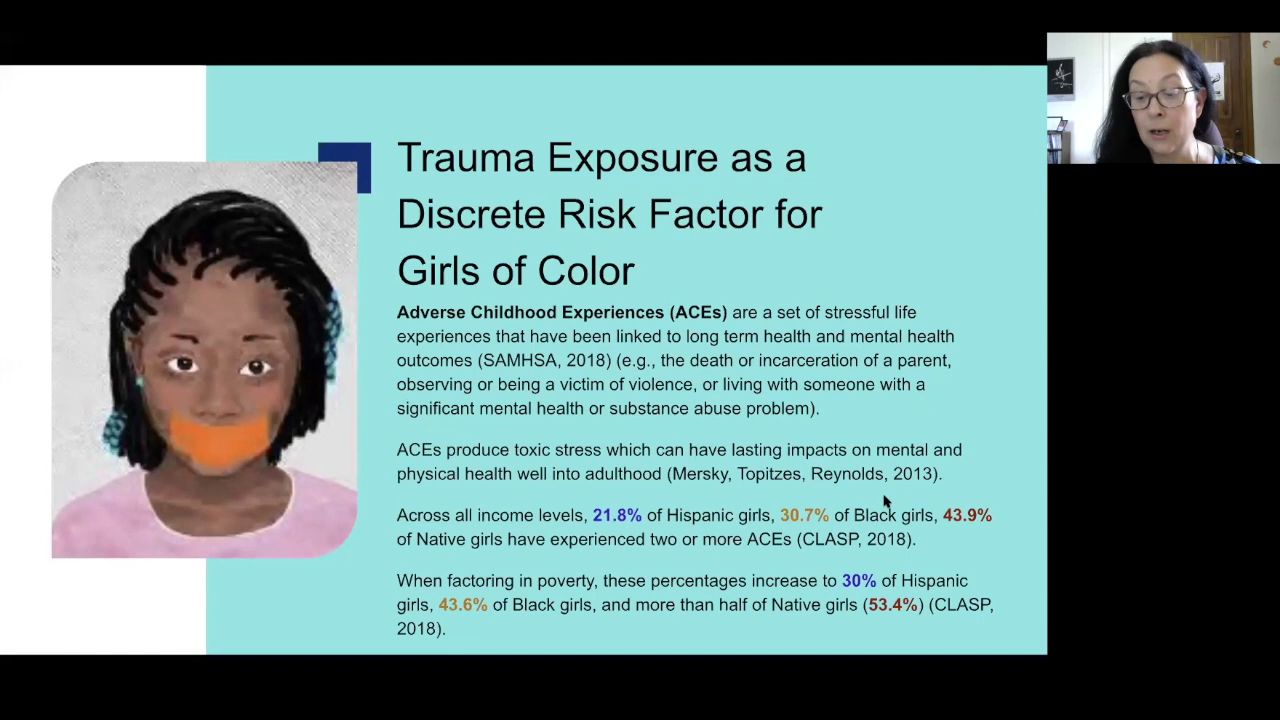 Trauma Exposure as a
Discrete Risk Factor for
Girls of Color
Adverse Childhood Experiences (ACEs) are a set of stressful life
experiences that have been linked to long term health and mental health
outcomes (SAMHSA, 2018) (e.g., the death or incarceration of a parent,
observing or being a victim of violence, or living with someone with a
significant mental health or substance abuse problem).
ACEs produce toxic stress which can have lasting impacts on mental and
physical health well into adulthood (Mersky, Topitzes, Reynolds, 2013).
Across all income levels, 21.8% of Hispanic girls, 30.7% of Black girls, 43.9%
of Native girls have experienced two or more ACEs (CLASP, 2018).
When factoring in poverty, these percentages increase to 30% of Hispanic
girls, 43.6% of Black girls, and more than half of Native girls (53.4%) (CLASP,
2018).